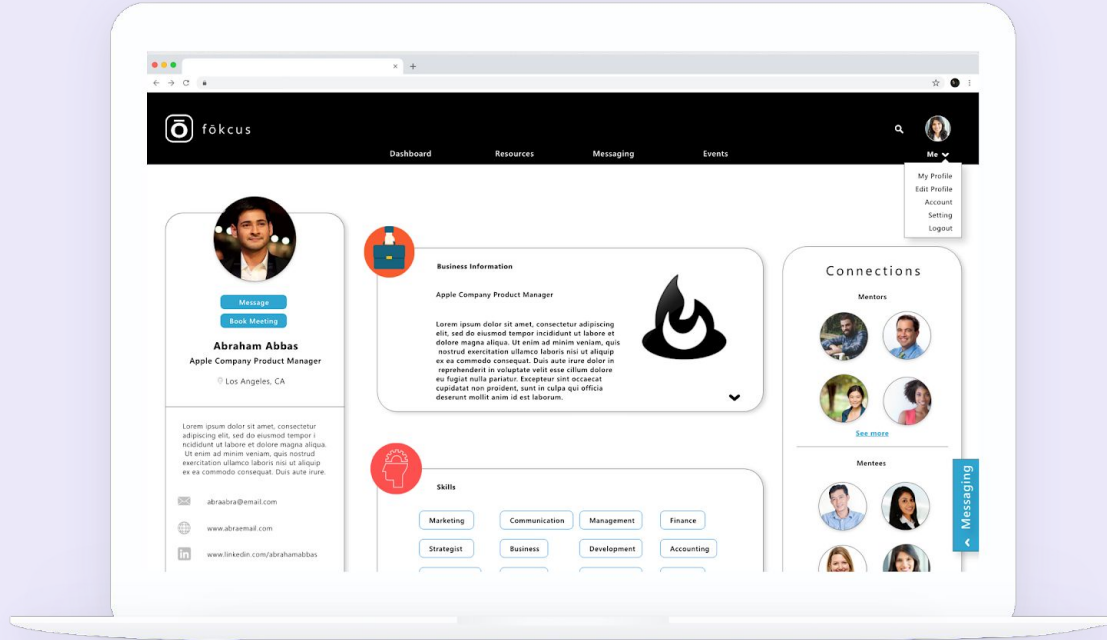 ō fōkcus
Dashboard Resources Messaging Events Me
My Profile
Edit Profile
Account
Setting
Logout
Message
Book Meeting
Abraham Abbas
Apple Company Product Manager
Los Angeles, CA
Lorem ipsum dolor sit amet, consectetur
adipiscing elit, sed do eiusmod tempor i
ncididunt ut labore et dolore magna aliqua.
Ut enim ad minim veniam, quis nostrud
exercitation ullamco laboris nisi ut aliquip
ex ea commodo consequat. Duis aute irure.
abraabra@email.com
www.abraemail.com
in www.linkedin.com/abrahamabbas
Business Information
Apple Company Product Manager
Lorem ipsum dolor sit amet, consectetur adipiscing
elit, sed do eiusmod tempor incididunt ut labore et
dolore magna aliqua. Ut enim ad minim veniam, quis
nostrud exercitation ullamco laboris nisi ut aliquip
ex ea commodo consequat. Duis aute irure dolor in
reprehenderit in voluptate velit esse cillum dolore
eu fugiat nulla pariatur. Excepteur sint occaecat
cupidatat non proident, sunt in culpa qui officia
deserunt mollit anim id est laborum.
Skills
Marketing Communication Management Finance
Strategist Business Development Accounting
Connections
Mentors
See more
Mentees
Messaging